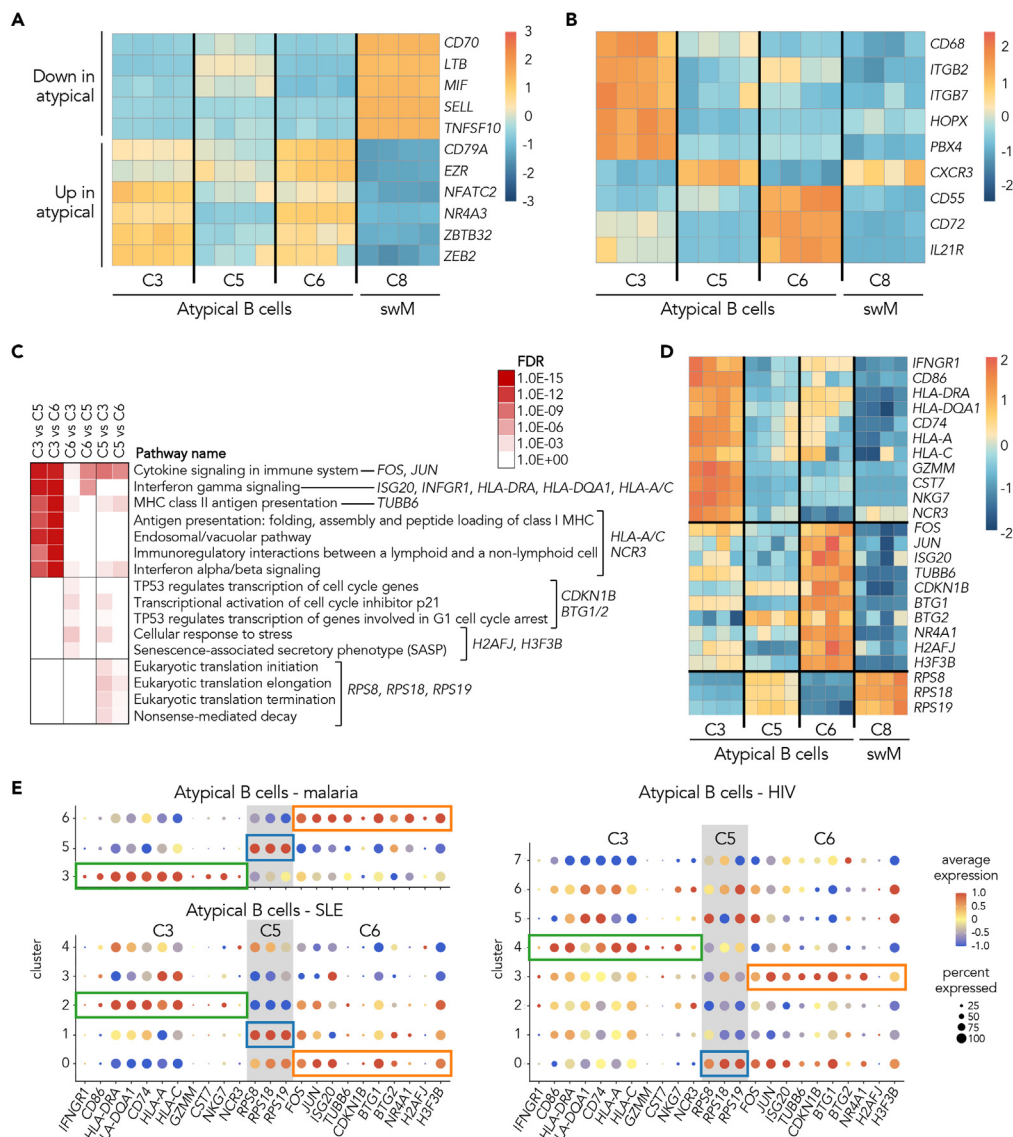 A
Down in
atypical
Up in
atypical
CD70
LTB
MIF
SELL
TNFSF10
CD79A
EZR
NFATC2
NR4A3
ZBTB32
ZEB2
3
2
1
0
-1
-2
-3
C3 C5 C6 C8
Atypical B cells swM
B
CD68
ITGB2
ITGB7
HOPX
PBX4
CXCR3
CD55
CD72
IL21R
2
1
0
-1
-2
C3 C5 C6 C8
Atypical B cells swM
C
FDR
1.0E-15
1.0E-12
1.0E-09
1.0E-06
1.0E-03
1.0E+00
C3 vs C5
C3 vs C6
C6 vs C3
C6 vs C5
C5 vs C3
C5 vs C6
Pathway name
Cytokine signaling in immune system FOS, JUN
Interferon gamma signaling ISG20, INFGR1, HLA-DRA, HLA-DQA1, HLA-A/C
MHC class II antigen presentation TUBB6
Antigen presentation: folding, assembly and peptide loading of class I MHC
Endosomal/vacuolar pathway
Immunoregulatory interactions between a lymphoid and a non-lymphoid cell
Interferon alpha/beta signaling
HLA-A/C
NCR3
TP53 regulates transcription of cell cycle genes
Transcriptional activation of cell cycle inhibitor p21
TP53 regulates transcription of genes involved in G1 cell cycle arrest
CDKN1B
BTG1/2
Cellular response to stress
Senescence-associated secretory phenotype (SASP)
H2AFJ, H3F3B
Eukaryotic translation initiation
Eukaryotic translation elongation
Eukaryotic translation termination
Nonsense-mediated decay
RPS8, RPS18, RPS19
D
IFNGR1
CD86
HLA-DRA
HLA-DQA1
CD74
HLA-A
HLA-C
GZMM
CST7
NKG7
NCR3
FOS
JUN
ISG20
TUBB6
CDKN1B
BTG1
BTG2
NR4A1
H2AFJ
H3F3B
RPS8
RPS18
RPS19
2
1
0
-1
-2
C3 C5 C6 C8
Atypical B cells swM
E
Atypical B cells - malaria
6
5
3
Atypical B cells - SLE
C3 C5 C6
cluster
4
3
2
1
0
IFNGR1
CD86
HLA-DRA
HLA-DQA1
CD74
HLA-A
HLA-C
GZMM
CST7
NKG7
NCR3
RPS8
RPS18
RPS19
FOS
JUN
ISG20
TUBB6
CDKN1B
BTG1
BTG2
NR4A1
H2AFJ
H3F3B
Atypical B cells - HIV
C3 C5 C6
cluster
7
6
5
4
3
2
1
0
IFNGR1
CD86
HLA-DRA
HLA-DQA1
CD74
HLA-A
HLA-C
GZMM
CST7
NKG7
NCR3
RPS8
RPS18
RPS19
FOS
JUN
ISG20
TUBB6
CDKN1B
BTG1
BTG2
NR4A1
H2AFJ
H3F3B
average
expression
1.0
0.5
0
-0.5
-1.0
percent
expressed
25
50
75
100